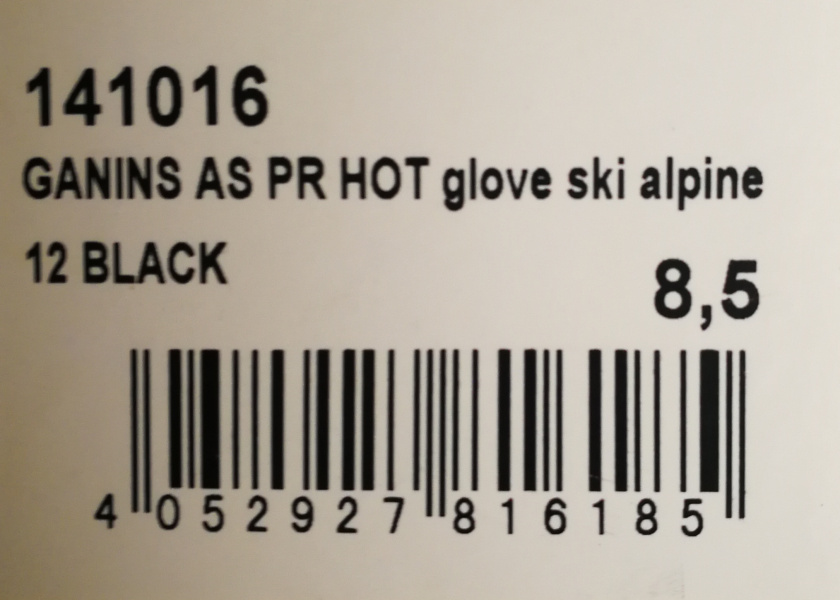 141016
GANINS AS PR HOT glove ski alpine
12 BLACK
8,5
4 052927 816185